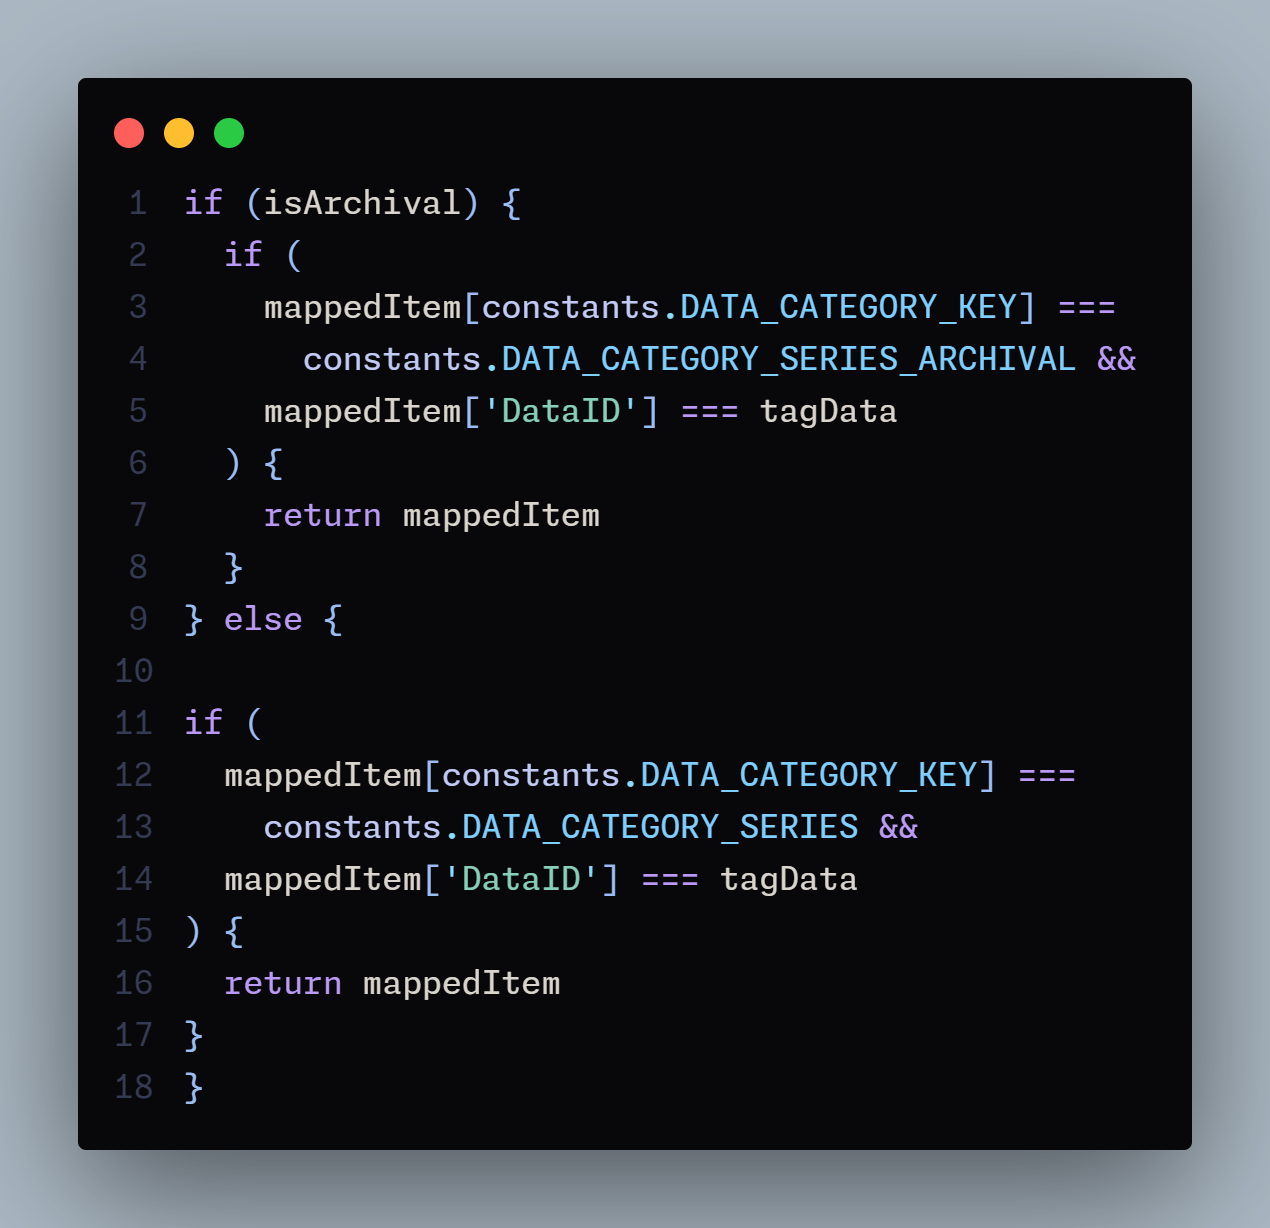 1 if (isArchival) {
2   if (
3     mappedItem[constants.DATA_CATEGORY_KEY] ===
4       constants.DATA_CATEGORY_SERIES_ARCHIVAL &&
5     mappedItem['DataID'] === tagData
6   ) {
7     return mappedItem
8   }
9 } else {
10
11 if (
12   mappedItem[constants.DATA_CATEGORY_KEY] ===
13     constants.DATA_CATEGORY_SERIES &&
14   mappedItem['DataID'] === tagData
15 ) {
16   return mappedItem
17 }
18 }